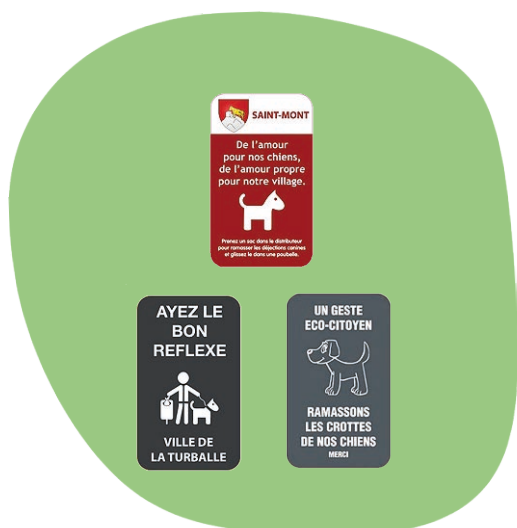 SAINT-MONT
De l'amour
pour nos chiens,
de l'amour propre
pour notre village.
Prenez un sac dans le distributeur
pour ramasser les déjections canines
et glissez le dans une poubelle.
AYEZ LE
BON
REFLEXE
VILLE DE
LA TURBALLE
UN GESTE
ECO-CITOYEN
RAMASSONS
LES CROTTES
DE NOS CHIENS
MERCI